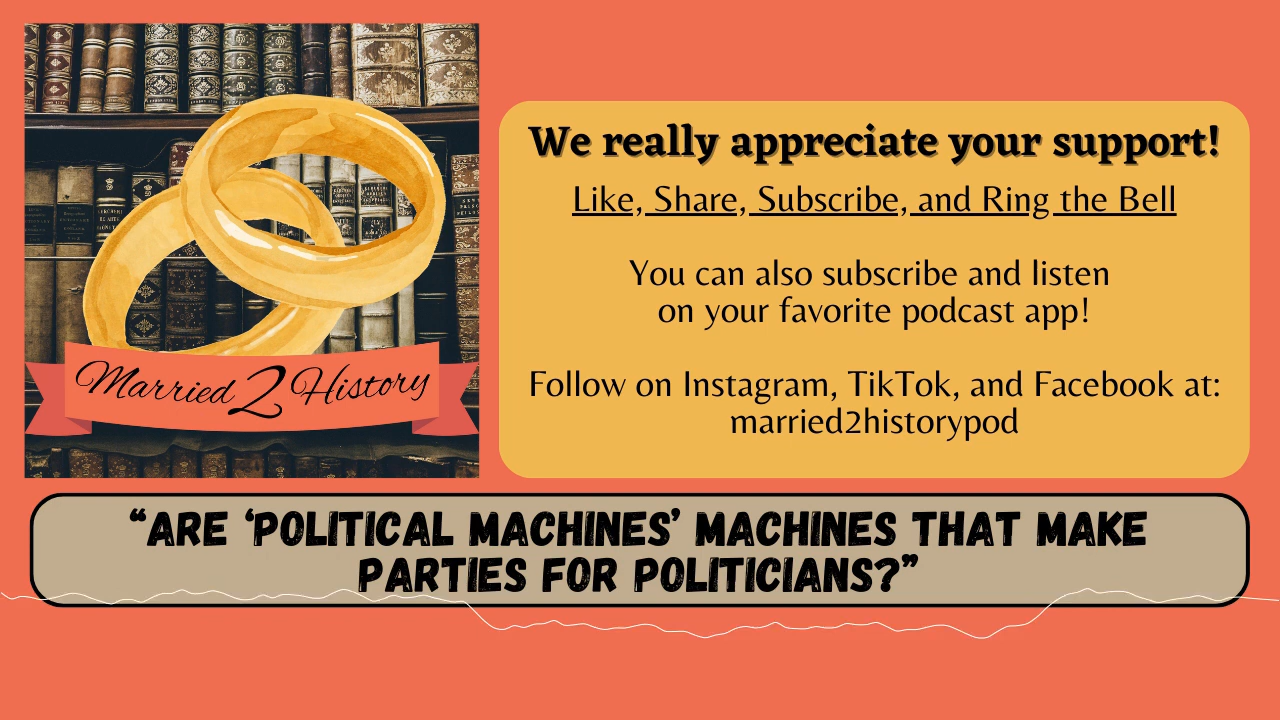 We really appreciate your support!
Like, Share, Subscribe, and Ring the Bell
You can also subscribe and listen
on your favorite podcast app!
Follow on Instagram, TikTok, and Facebook at:
married2historypod
Married 2 History
“ARE ‘POLITICAL MACHINES’ MACHINES THAT MAKE
PARTIES FOR POLITICIANS?”